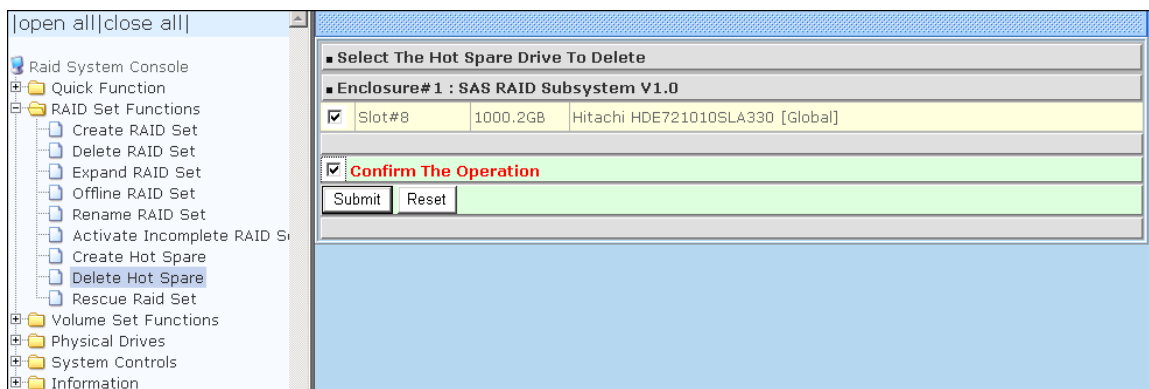 |open all|close all|
Raid System Console
Quick Function
RAID Set Functions
Create RAID Set
Delete RAID Set
Expand RAID Set
Offline RAID Set
Rename RAID Set
Activate Incomplete RAID S
Create Hot Spare
Delete Hot Spare
Rescue Raid Set
Volume Set Functions
Physical Drives
System Controls
Information
Select The Hot Spare Drive To Delete
Enclosure#1 : SAS RAID Subsystem V1.0
Slot#8 1000.2GB Hitachi HDE721010SLA330 [Global]
Confirm The Operation
Submit Reset